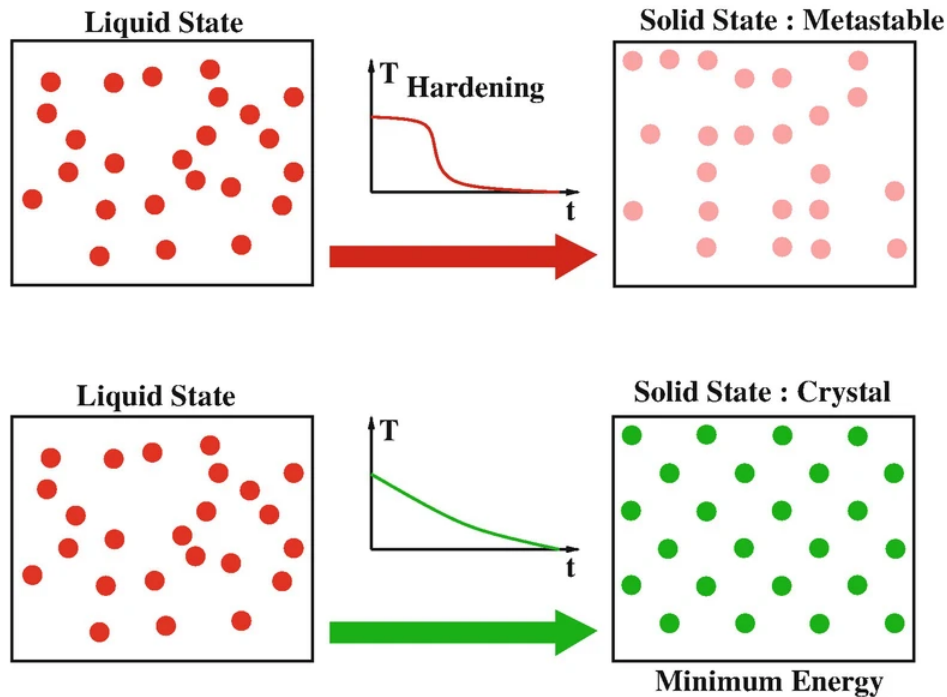 Liquid State
Solid State : Metastable
T
Hardening
t
Liquid State
Solid State : Crystal
T
t
Minimum Energy